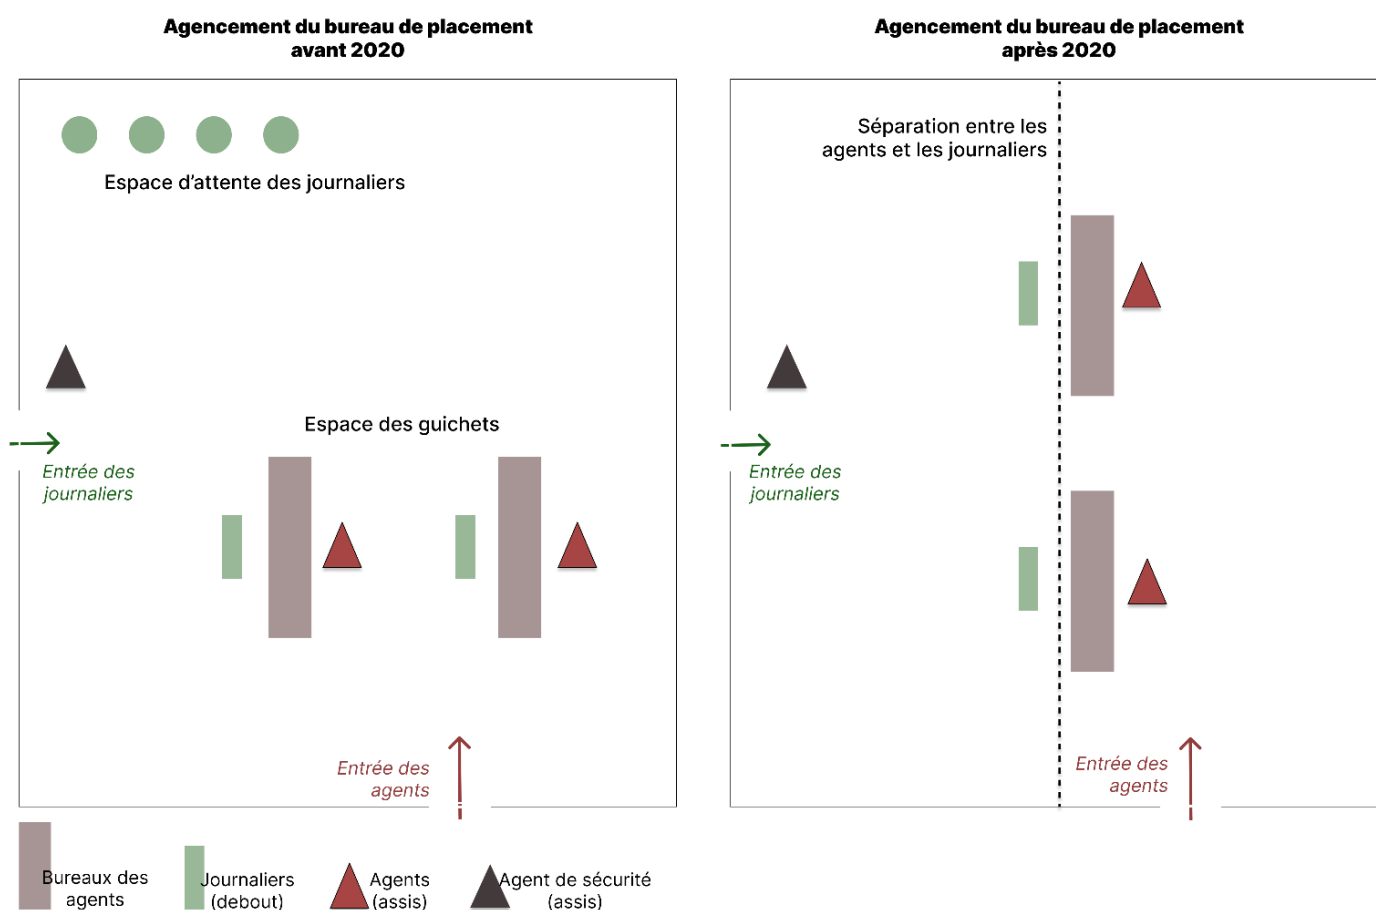 Agencement du bureau de placement
avant 2020
Agencement du bureau de placement
après 2020
Espace d’attente des journaliers
Séparation entre les
agents et les journaliers
Espace des guichets
Entrée des
journaliers
Entrée des
journaliers
Entrée des
agents
Entrée des
agents
Bureaux des
agents
Journaliers
(debout)
Agents
(assis)
Agent de sécurité
(assis)